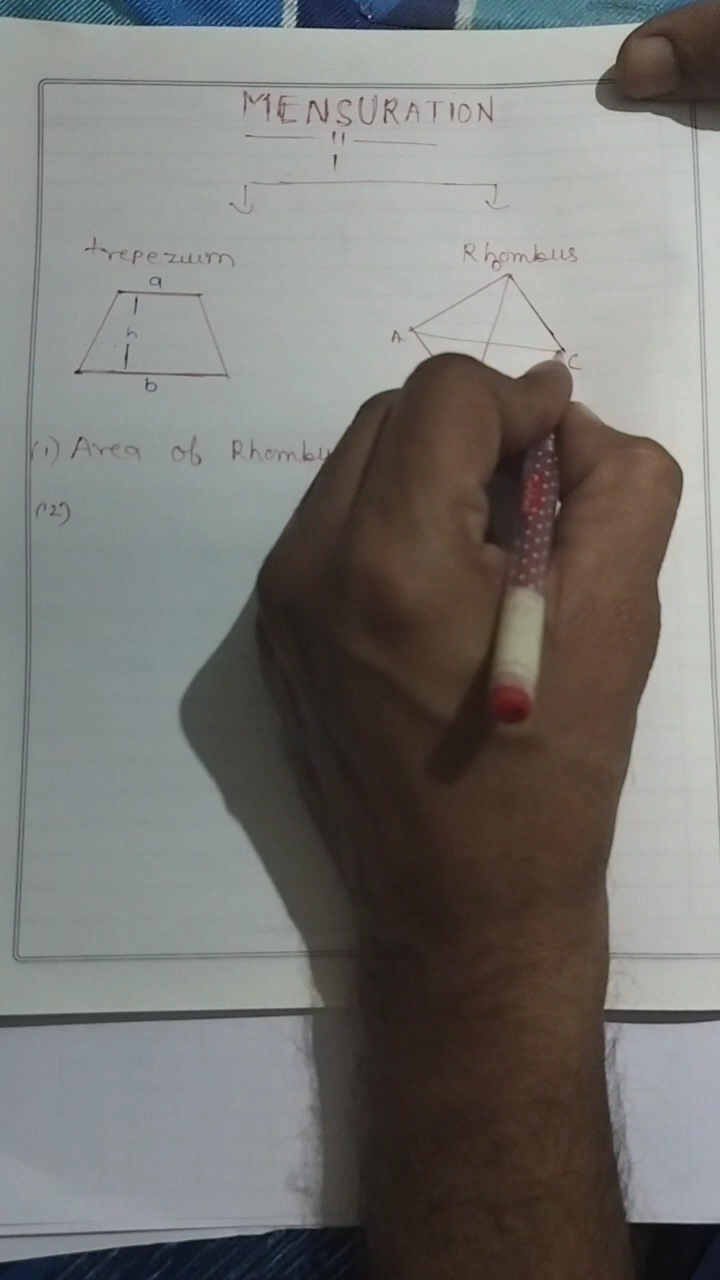 MENSURATION
trepezium Rhombus
a
h
b
A
C
(1) Area of
(2)